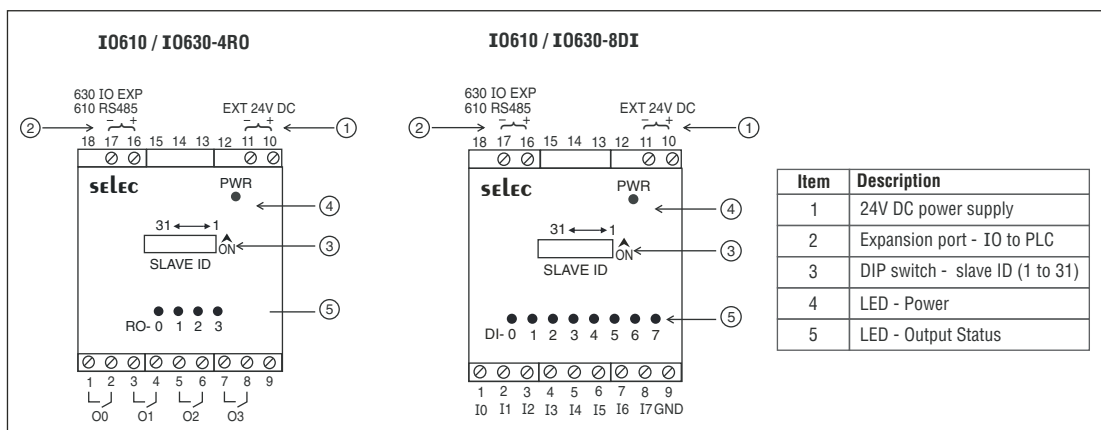 IO610 / IO630-4RO
630 IO EXP
610 RS485
EXT 24V DC
− +
− +
2
1
18 17 16 15 14 13 12 11 10
selec
PWR
4
31 1
ON
3
SLAVE ID
5
RO- 0 1 2 3
1 2 3 4 5 6 7 8 9
O0 O1 O2 O3
IO610 / IO630-8DI
630 IO EXP
610 RS485
EXT 24V DC
− +
− +
2
1
18 17 16 15 14 13 12 11 10
selec
PWR
4
31 1
ON
3
SLAVE ID
5
DI- 0 1 2 3 4 5 6 7
1 2 3 4 5 6 7 8 9
I0 I1 I2 I3 I4 I5 I6 I7 GND
Item Description
1 24V DC power supply
2 Expansion port - IO to PLC
3 DIP switch - slave ID (1 to 31)
4 LED - Power
5 LED - Output Status